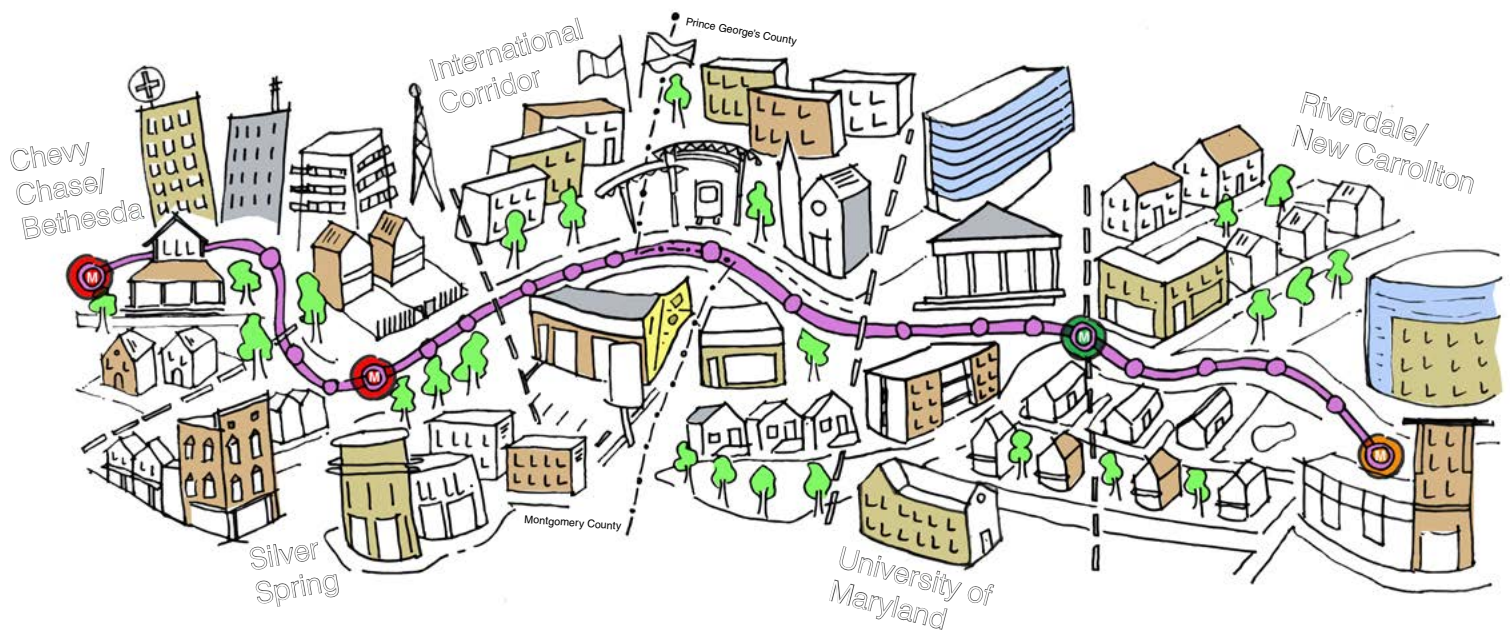 Prince George's County
International
Corridor
Chevy
Chase/
Bethesda
Riverdale/
New Carrollton
M
M
M
M
Montgomery County
Silver
Spring
University of
Maryland